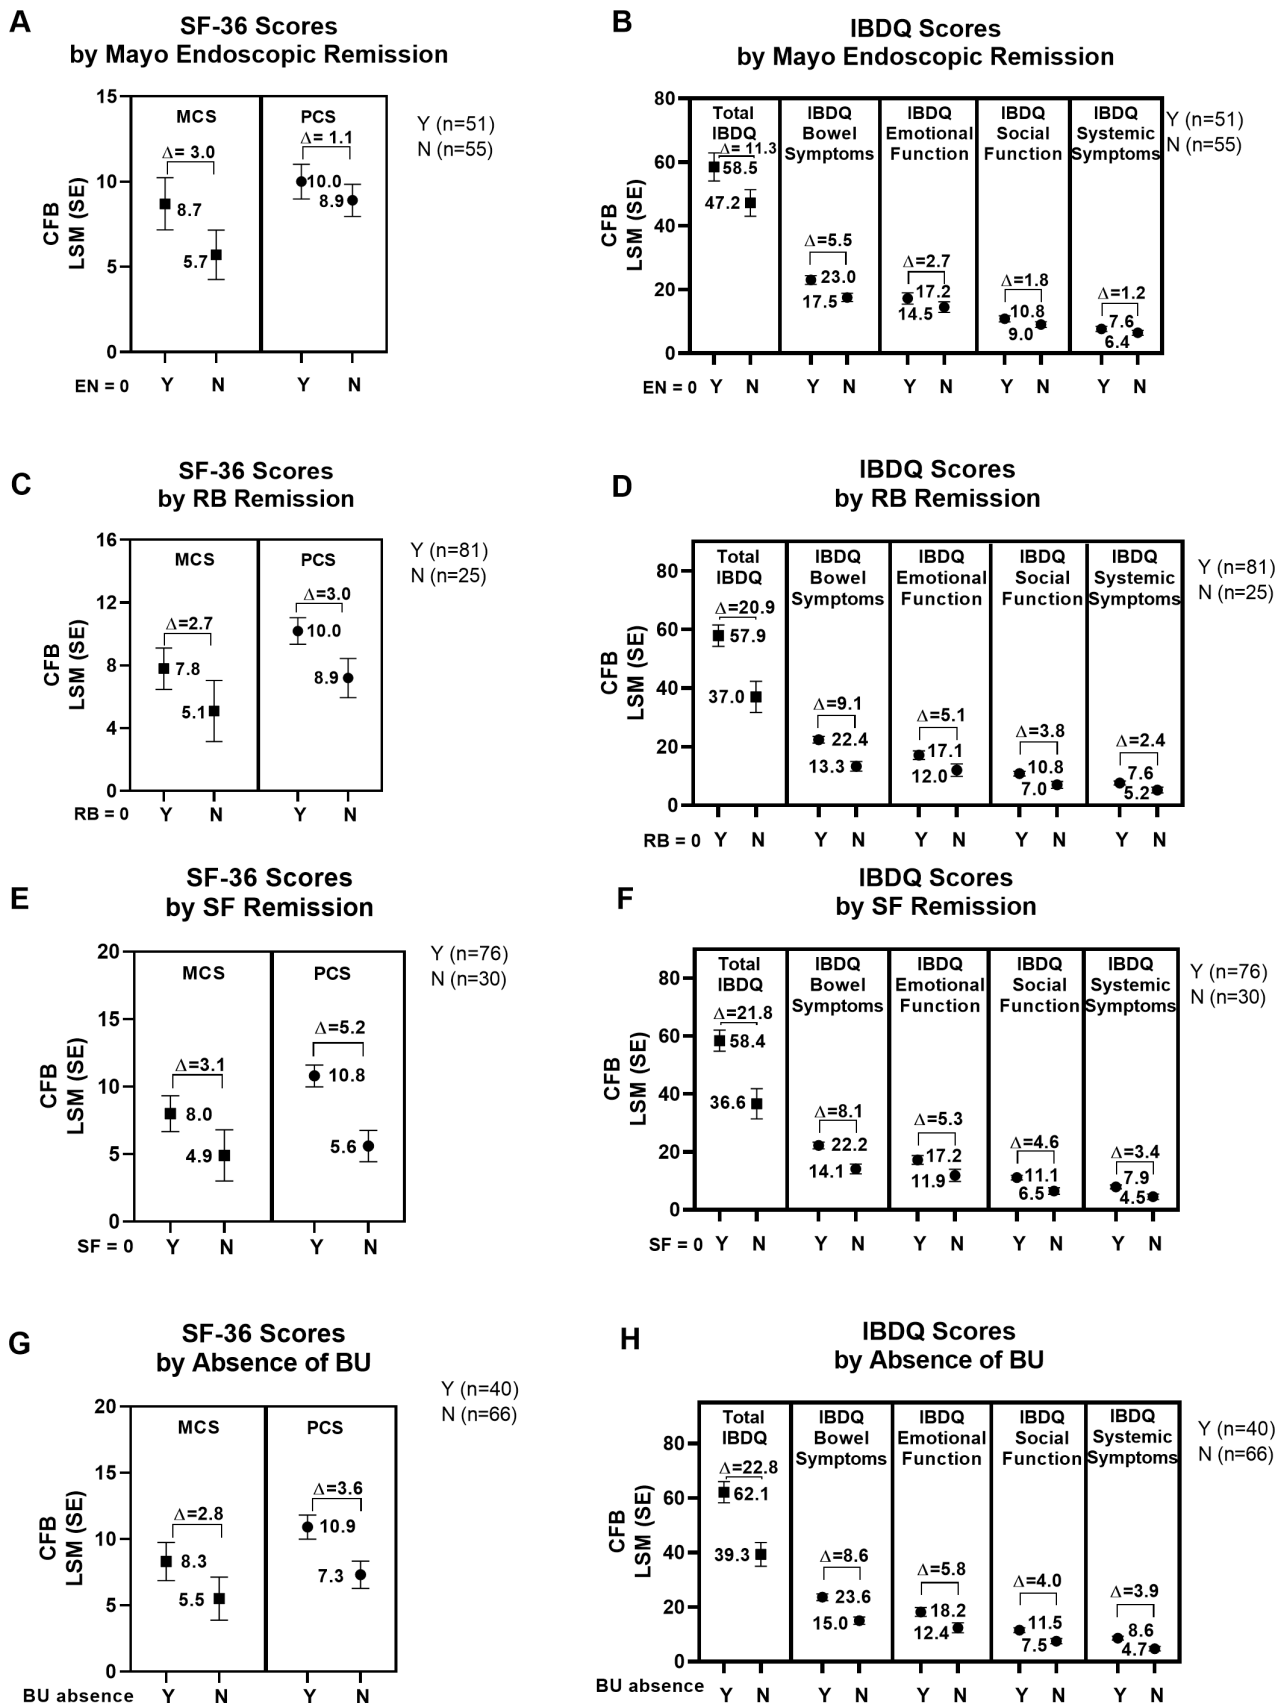 A
SF-36 Scores
by Mayo Endoscopic Remission
MCS
PCS
Y (n=51)
N (n=55)
Δ= 3.0
Δ= 1.1
8.7
5.7
10.0
8.9
15
10
5
0
CFB
LSM (SE)
EN = 0 Y N Y N
B
IBDQ Scores
by Mayo Endoscopic Remission
Total
IBDQ
IBDQ
Bowel
Symptoms
IBDQ
Emotional
Function
IBDQ
Social
Function
IBDQ
Systemic
Symptoms
Y (n=51)
N (n=55)
Δ= 11.3
58.5
47.2
Δ=5.5
23.0
17.5
Δ=2.7
17.2
14.5
Δ=1.8
10.8
9.0
Δ=1.2
7.6
6.4
80
60
40
20
0
CFB
LSM (SE)
EN = 0 Y N Y N Y N Y N Y N
C
SF-36 Scores
by RB Remission
MCS
PCS
Y (n=81)
N (n=25)
Δ=2.7
7.8
5.1
Δ=3.0
10.0
8.9
16
12
8
4
0
CFB
LSM (SE)
RB = 0 Y N Y N
D
IBDQ Scores
by RB Remission
Total
IBDQ
IBDQ
Bowel
Symptoms
IBDQ
Emotional
Function
IBDQ
Social
Function
IBDQ
Systemic
Symptoms
Y (n=81)
N (n=25)
Δ=20.9
57.9
37.0
Δ=9.1
22.4
13.3
Δ=5.1
17.1
12.0
Δ=3.8
10.8
7.0
Δ=2.4
7.6
5.2
80
60
40
20
0
CFB
LSM (SE)
RB = 0 Y N Y N Y N Y N Y N
E
SF-36 Scores
by SF Remission
MCS
PCS
Y (n=76)
N (n=30)
Δ=3.1
8.0
4.9
Δ=5.2
10.8
5.6
20
15
10
5
0
CFB
LSM (SE)
SF = 0 Y N Y N
F
IBDQ Scores
by SF Remission
Total
IBDQ
IBDQ
Bowel
Symptoms
IBDQ
Emotional
Function
IBDQ
Social
Function
IBDQ
Systemic
Symptoms
Y (n=76)
N (n=30)
Δ=21.8
58.4
36.6
Δ=8.1
22.2
14.1
Δ=5.3
17.2
11.9
Δ=4.6
11.1
6.5
Δ=3.4
7.9
4.5
80
60
40
20
0
CFB
LSM (SE)
SF = 0 Y N Y N Y N Y N Y N
G
SF-36 Scores
by Absence of BU
MCS
PCS
Y (n=40)
N (n=66)
Δ=2.8
8.3
5.5
Δ=3.6
10.9
7.3
20
15
10
5
0
CFB
LSM (SE)
BU absence Y N Y N
H
IBDQ Scores
by Absence of BU
Total
IBDQ
IBDQ
Bowel
Symptoms
IBDQ
Emotional
Function
IBDQ
Social
Function
IBDQ
Systemic
Symptoms
Y (n=40)
N (n=66)
Δ=22.8
62.1
39.3
Δ=8.6
23.6
15.0
Δ=5.8
18.2
12.4
Δ=4.0
11.5
7.5
Δ=3.9
8.6
4.7
80
60
40
20
0
CFB
LSM (SE)
BU absence Y N Y N Y N Y N Y N